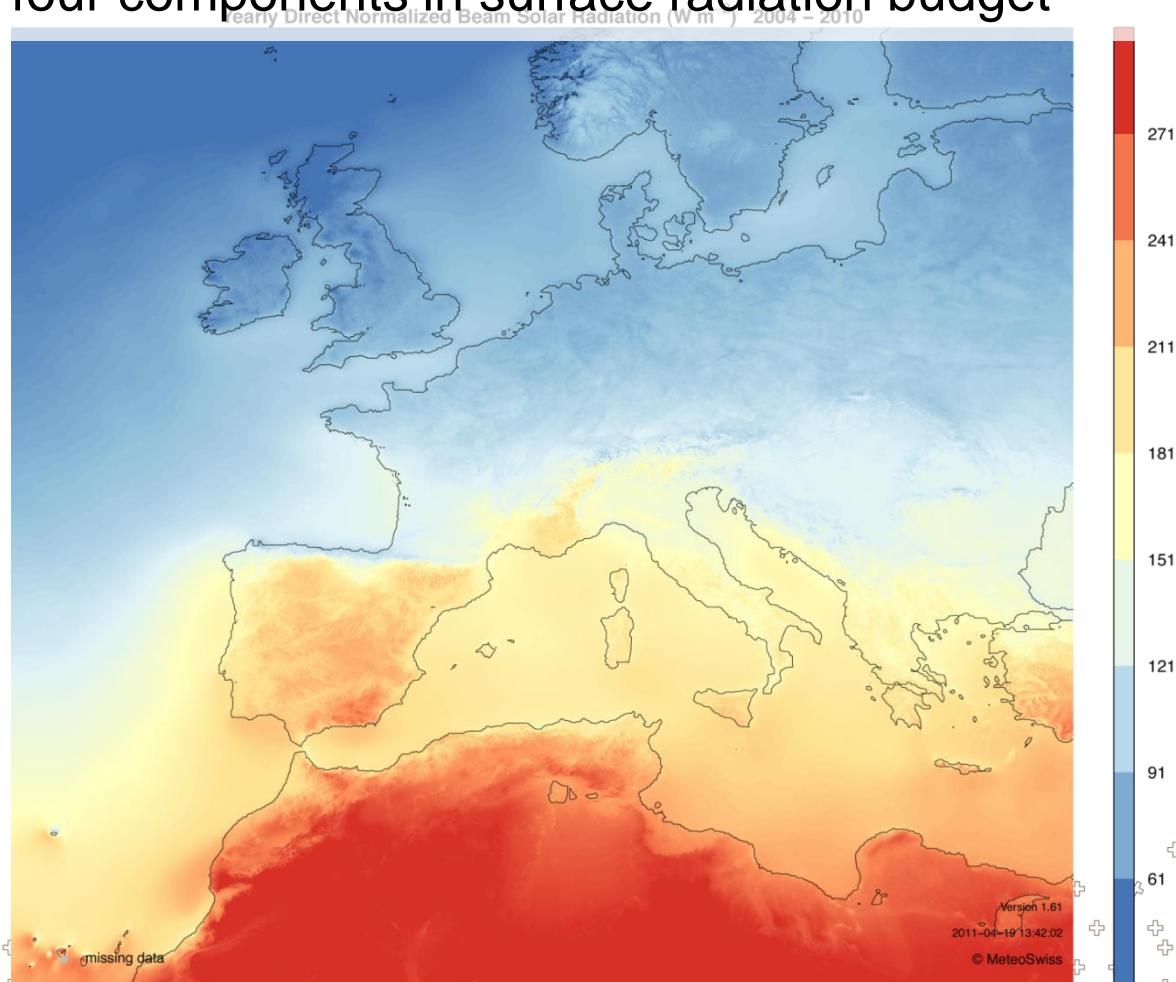 four components in surface radiation budget
Yearly Direct Normalized Beam Solar Radiation (W m ) 2004 – 2010
271
241
211
181
151
121
91
61
Version 1.61
2011–04–19 13:42:02
missing data
© MeteoSwiss